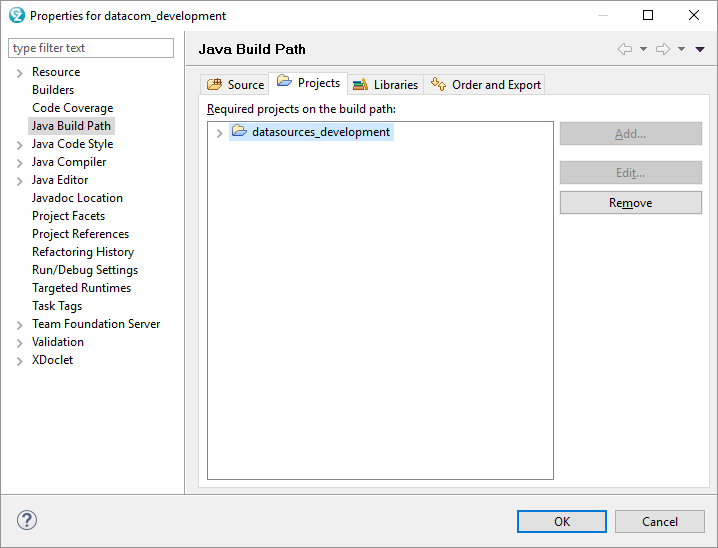 Properties for datacom_development
type filter text
Resource
Builders
Code Coverage
Java Build Path
Java Code Style
Java Compiler
Java Editor
Javadoc Location
Project Facets
Project References
Refactoring History
Run/Debug Settings
Targeted Runtimes
Task Tags
Team Foundation Server
Validation
XDoclet
Java Build Path
Source Projects Libraries Order and Export
Required projects on the build path:
datasources_development
Add...
Edit...
Remove
?
OK Cancel